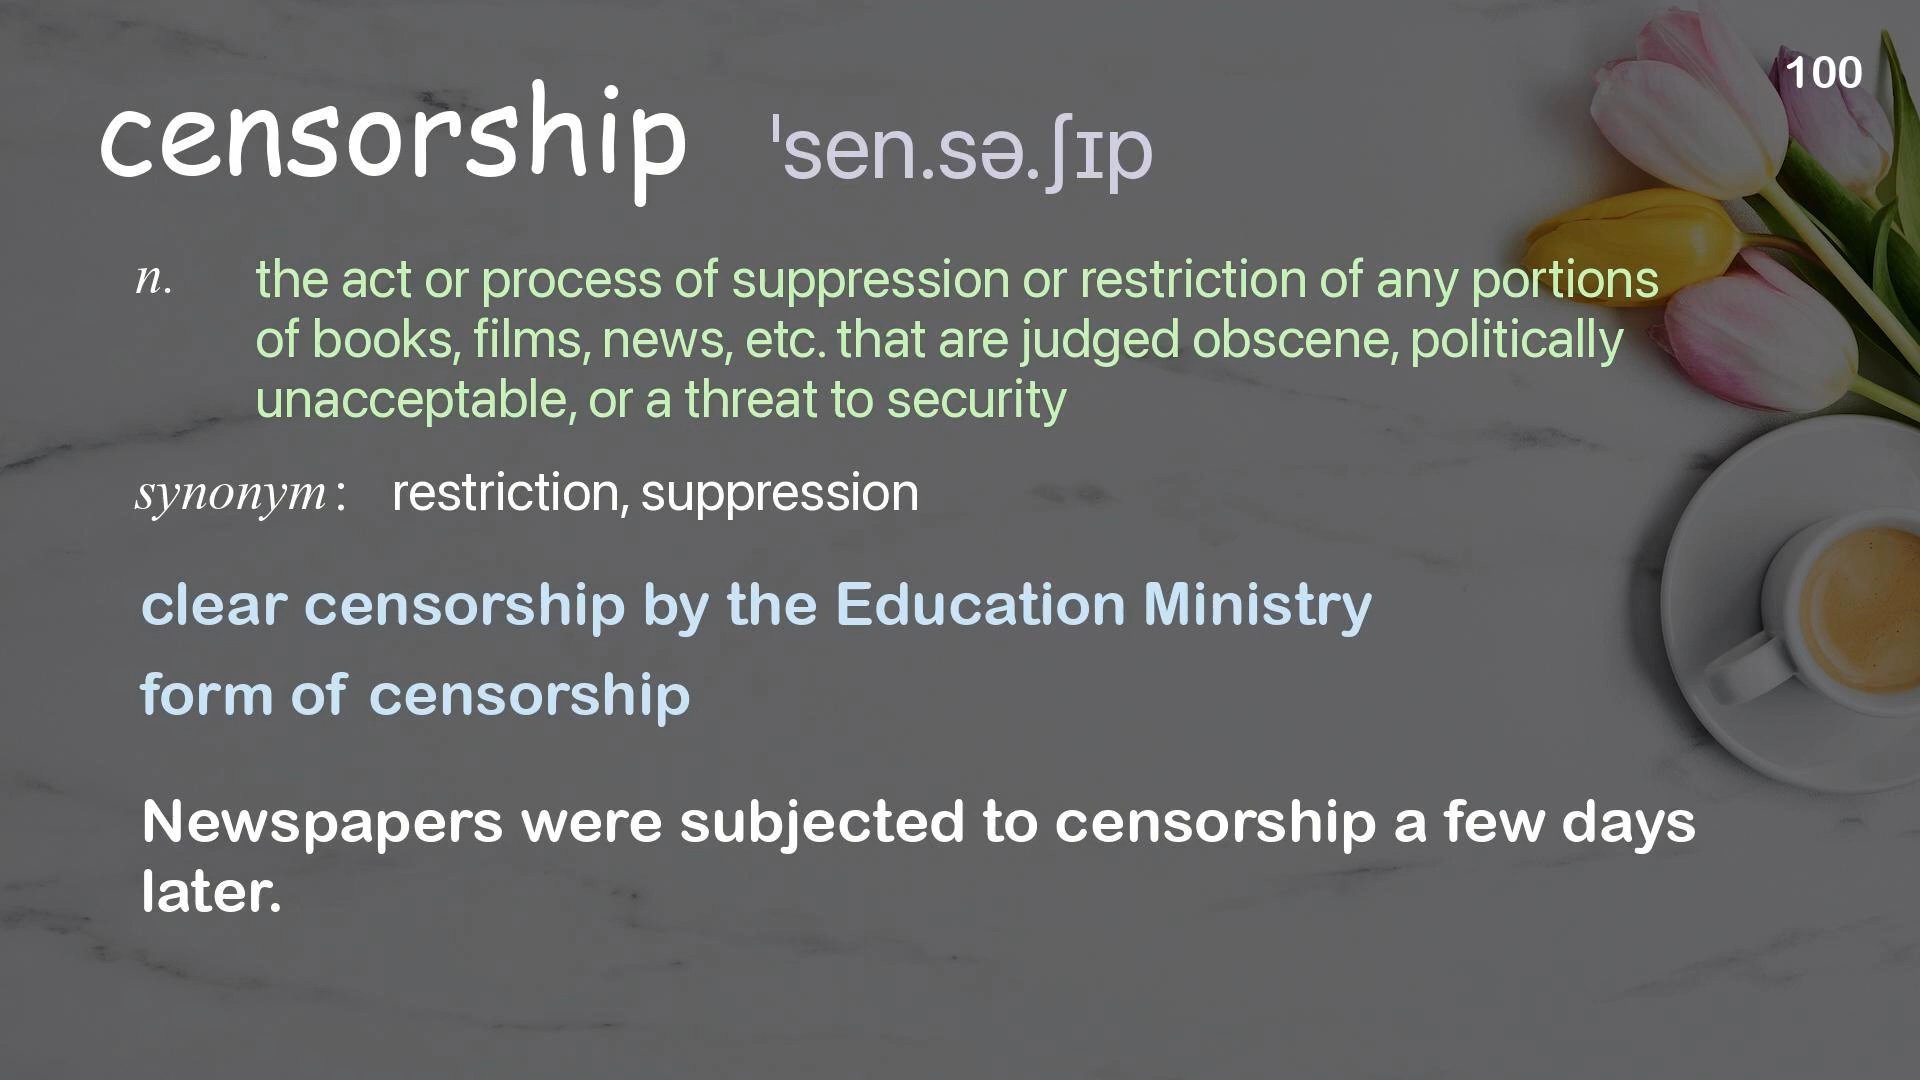 100
censorship ˈsen.sə.ʃɪp
n. the act or process of suppression or restriction of any portions
of books, films, news, etc. that are judged obscene, politically
unacceptable, or a threat to security
synonym: restriction, suppression
clear censorship by the Education Ministry
form of censorship
Newspapers were subjected to censorship a few days
later.